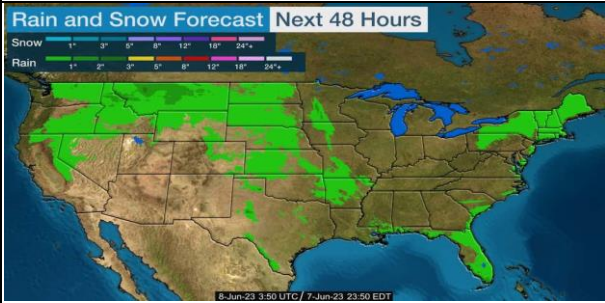 Rain and Snow Forecast Next 48 Hours
Snow 1" 3" 5" 8" 12" 18" 24"+
Rain 1" 2" 3" 5" 8" 12" 18" 24"+
8-Jun-23 3:50 UTC / 7-Jun-23 23:50 EDT